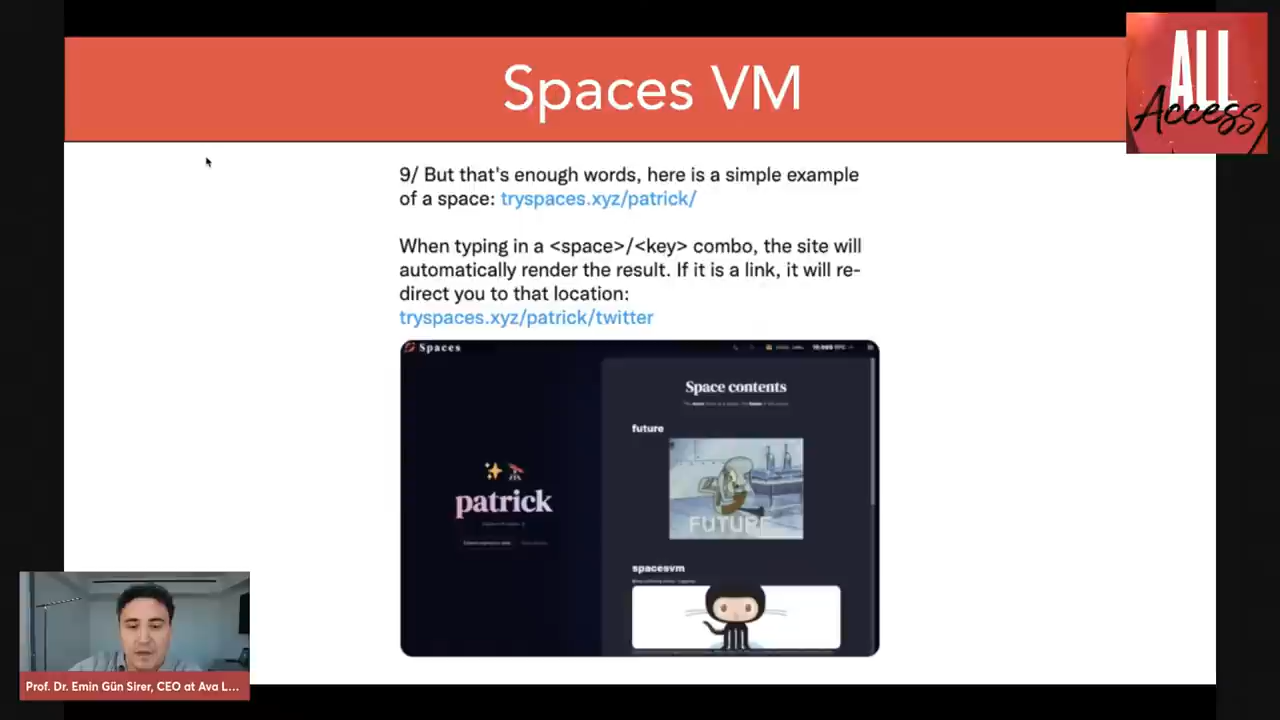 Spaces VM
ALL
Access
9/ But that's enough words, here is a simple example
of a space: tryspaces.xyz/patrick/
When typing in a <space>/<key> combo, the site will
automatically render the result. If it is a link, it will re-
direct you to that location:
tryspaces.xyz/patrick/twitter
Spaces
Space contents
future
FUTURE
patrick
spacesvm
Prof. Dr. Emin Gün Sirer, CEO at Ava L...